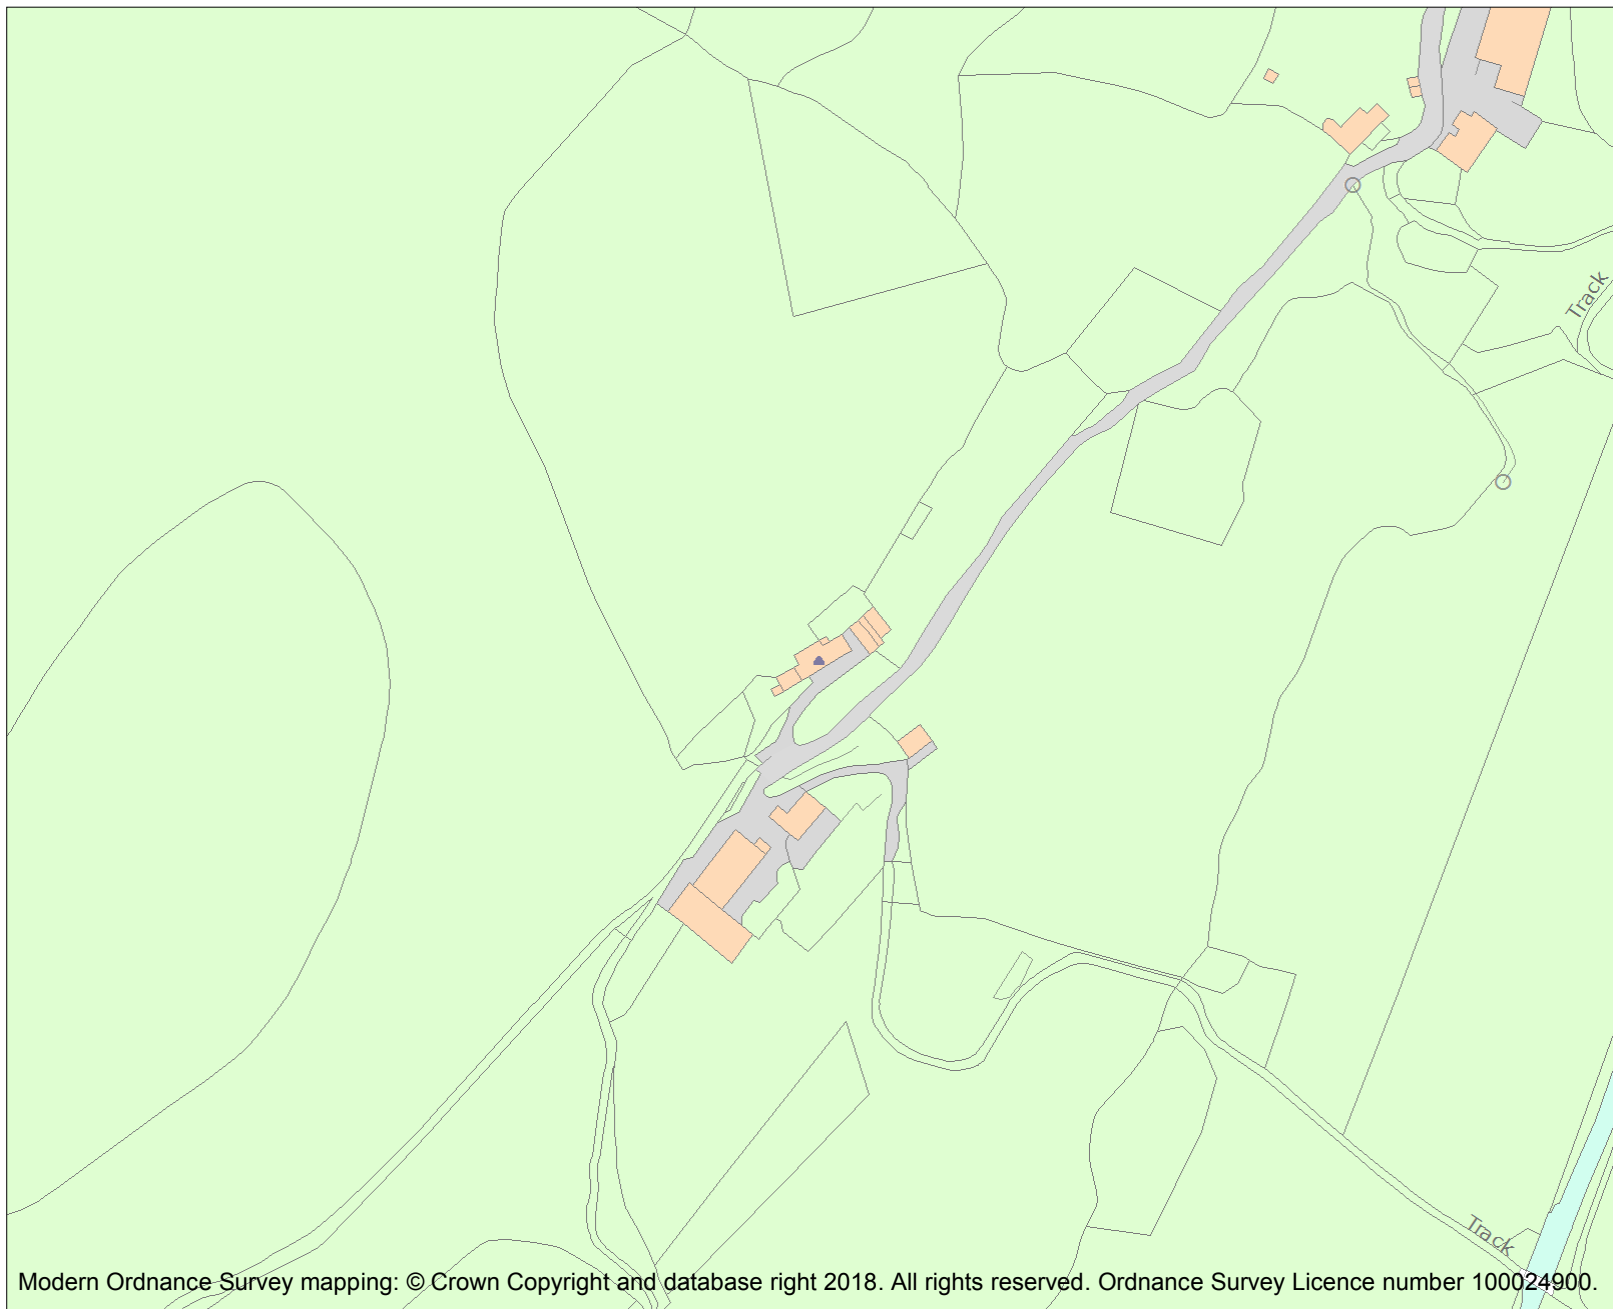 Track
Track
Modern Ordnance Survey mapping: © Crown Copyright and database right 2018. All rights reserved. Ordnance Survey Licence number 100024900.